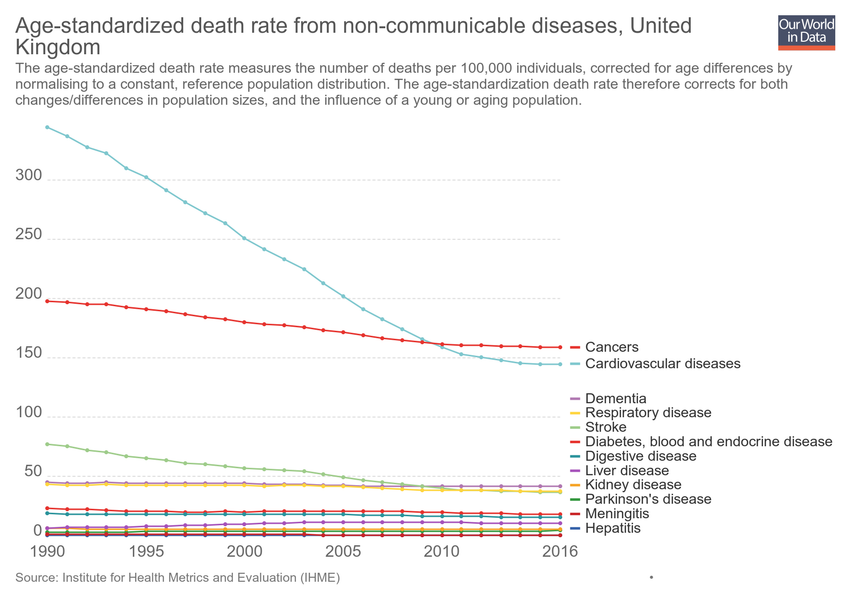 Age-standardized death rate from non-communicable diseases, United
Kingdom
Our World
in Data
The age-standardized death rate measures the number of deaths per 100,000 individuals, corrected for age differences by
normalising to a constant, reference population distribution. The age-standardization death rate therefore corrects for both
changes/differences in population sizes, and the influence of a young or aging population.
300
250
200
150
100
50
0
1990
1995
2000
2005
2010
2016
Cancers
Cardiovascular diseases
Dementia
Respiratory disease
Stroke
Diabetes, blood and endocrine disease
Digestive disease
Liver disease
Kidney disease
Parkinson's disease
Meningitis
Hepatitis
Source: Institute for Health Metrics and Evaluation (IHME)